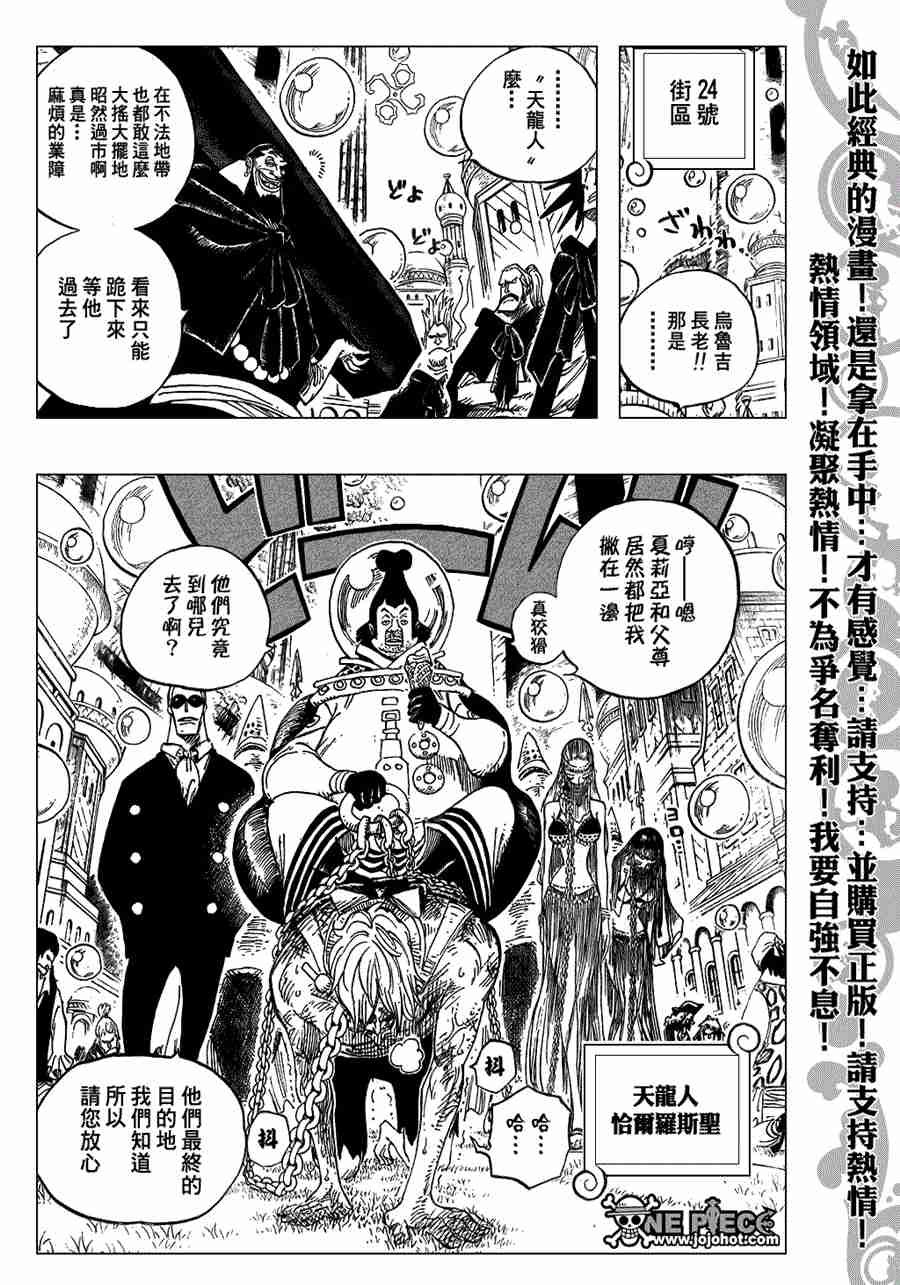 如此經典的漫畫！還是拿在手中…才有感覺…請支持…並購買正版！請支持熱情！
熱情領域！凝聚熱情！不為爭名奪利！我要自強不息！
24號
街區
ざわわ
烏魯吉
長老!!
那是
………
〝天龍人〞
麼…
どよ
どよ
在不法地帶
也都敢這麼
大搖大擺地
昭然過市啊
真是…
麻煩的業障
看來只能
跪下來
等他
過去了
哼——嗯
夏莉亞和父尊
居然都把我
撇在一邊
真狡猾
他們究竟
到哪兒
去了啊？
天龍人
恰爾羅斯聖
哈…
哈…
抖
抖
他們最終的
目的地
我們知道
所以
請您放心
ONE PIECE
www.jojohot.com